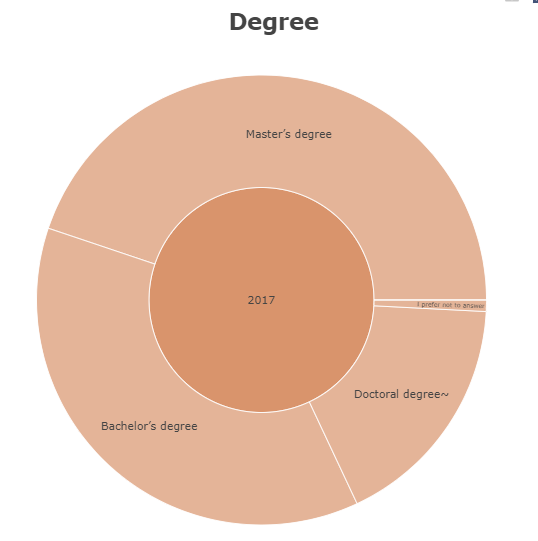 Degree
Master’s degree
2017
I prefer not to answer
Doctoral degree~
Bachelor’s degree